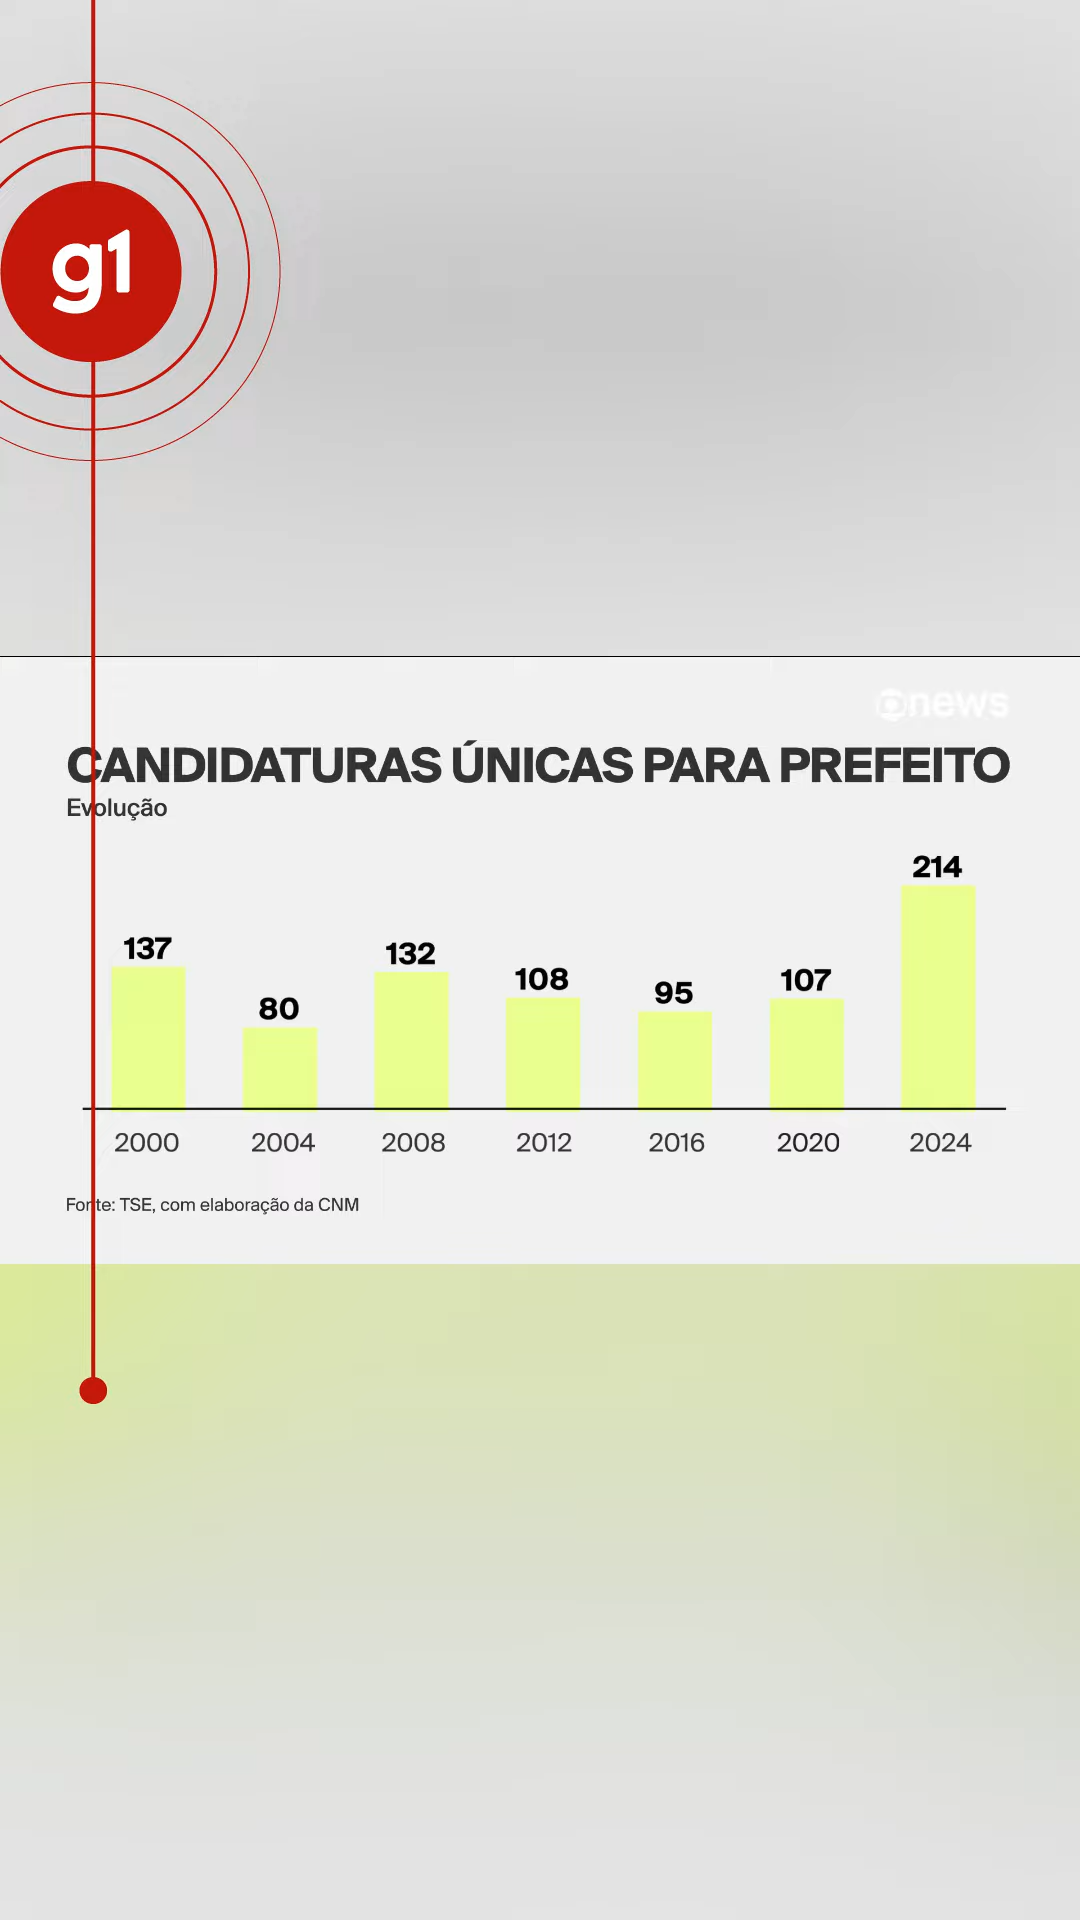 g1
news
CANDIDATURAS ÚNICAS PARA PREFEITO
Evolução
137
80
132
108
95
107
214
2000
2004
2008
2012
2016
2020
2024
Fonte: TSE, com elaboração da CNM